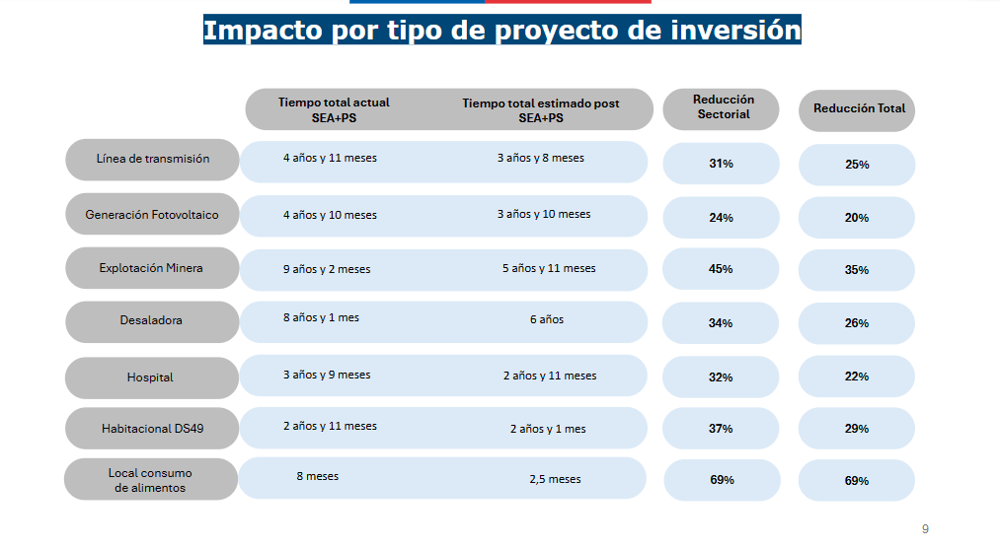 Impacto por tipo de proyecto de inversión
Tiempo total actual
SEA+PS
Tiempo total estimado post
SEA+PS
Reducción
Sectorial
Reducción Total
Línea de transmisión
4 años y 11 meses
3 años y 8 meses
31%
25%
Generación Fotovoltaico
4 años y 10 meses
3 años y 10 meses
24%
20%
Explotación Minera
9 años y 2 meses
5 años y 11 meses
45%
35%
Desaladora
8 años y 1 mes
6 años
34%
26%
Hospital
3 años y 9 meses
2 años y 11 meses
32%
22%
Habitacional DS49
2 años y 11 meses
2 años y 1 mes
37%
29%
Local consumo
de alimentos
8 meses
2,5 meses
69%
69%
9